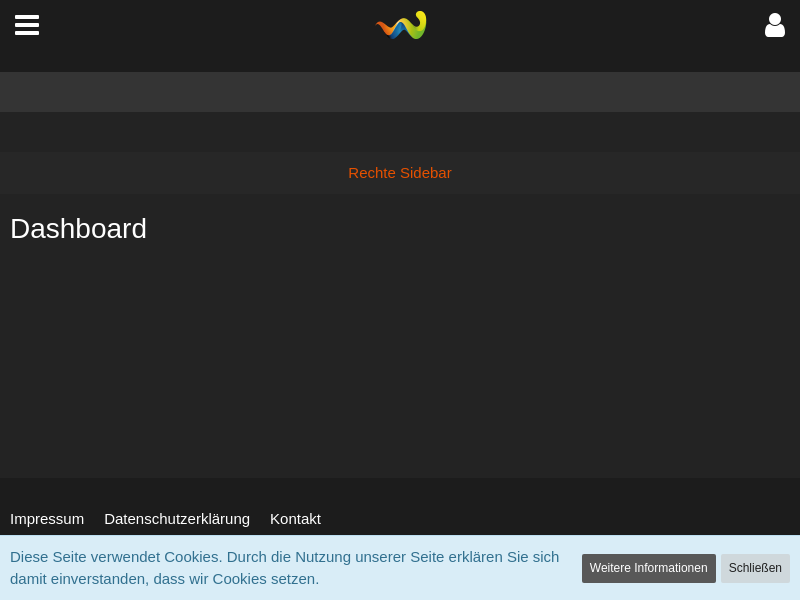 Rechte Sidebar
Dashboard
Impressum Datenschutzerklärung Kontakt
Diese Seite verwendet Cookies. Durch die Nutzung unserer Seite erklären Sie sich
damit einverstanden, dass wir Cookies setzen.
Weitere Informationen Schließen